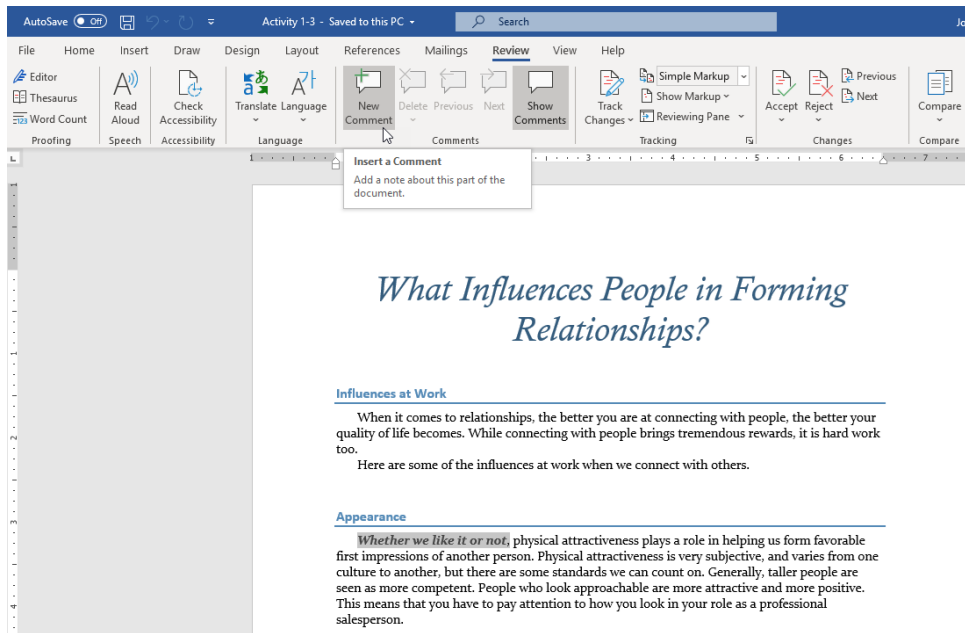 AutoSave Off Activity 1-3 - Saved to this PC Search
File Home Insert Draw Design Layout References Mailings Review View Help
Editor
Thesaurus
Word Count
Proofing
Read
Aloud
Speech
Check
Accessibility
Accessibility
Translate Language
Language
New
Comment
Delete Previous Next
Show
Comments
Comments
Track
Changes
Simple Markup
Show Markup
Reviewing Pane
Tracking
Accept Reject
Previous
Next
Changes
Compare
Compare
1 3 4 5 6 7
Insert a Comment
Add a note about this part of the
document.
What Influences People in Forming
Relationships?
Influences at Work
When it comes to relationships, the better you are at connecting with people, the better your
quality of life becomes. While connecting with people brings tremendous rewards, it is hard work
too.
Here are some of the influences at work when we connect with others.
Appearance
Whether we like it or not, physical attractiveness plays a role in helping us form favorable
first impressions of another person. Physical attractiveness is very subjective, and varies from one
culture to another, but there are some standards we can count on. Generally, taller people are
seen as more competent. People who look approachable are more attractive and more positive.
This means that you have to pay attention to how you look in your role as a professional
salesperson.